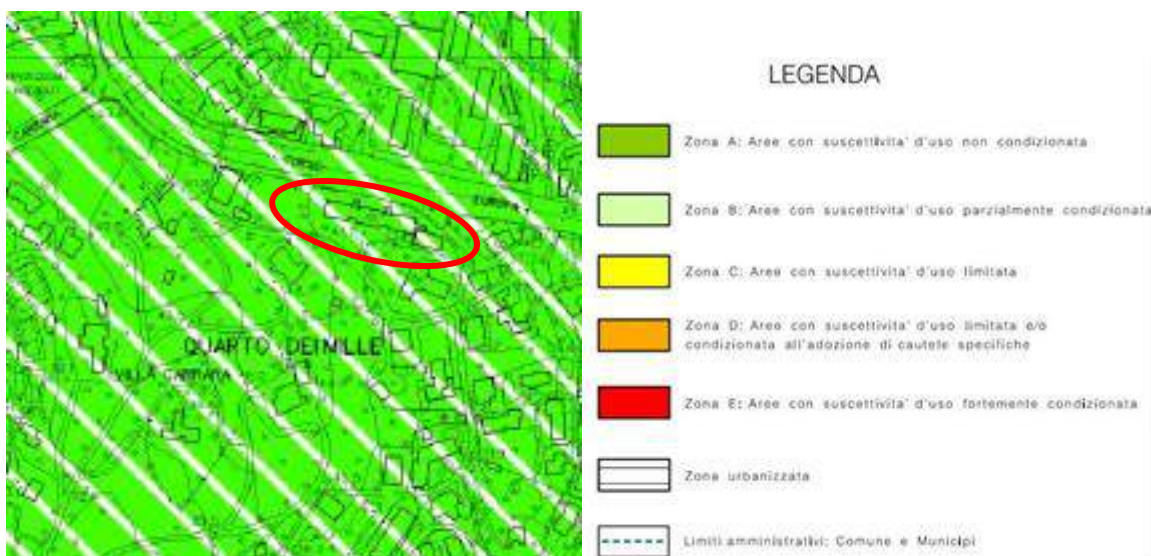 QUARTO DEI MILLE
VILLA CARRARA
LEGENDA
Zona A: Aree con suscettivita' d'uso non condizionata
Zona B: Aree con suscettivita' d'uso parzialmente condizionata
Zona C: Aree con suscettivita' d'uso limitata
Zona D: Aree con suscettivita' d'uso limitata e/o
condizionata all'adozione di cautele specifiche
Zona E: Aree con suscettivita' d'uso fortemente condizionata
Zona urbanizzata
Limiti amministrativi: Comune e Municipi